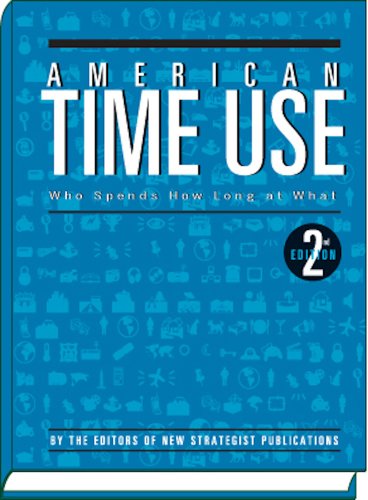 AMERICAN
TIME USE
Who Spends How Long at What
2nd
EDITION
BY THE EDITORS OF NEW STRATEGIST PUBLICATIONS